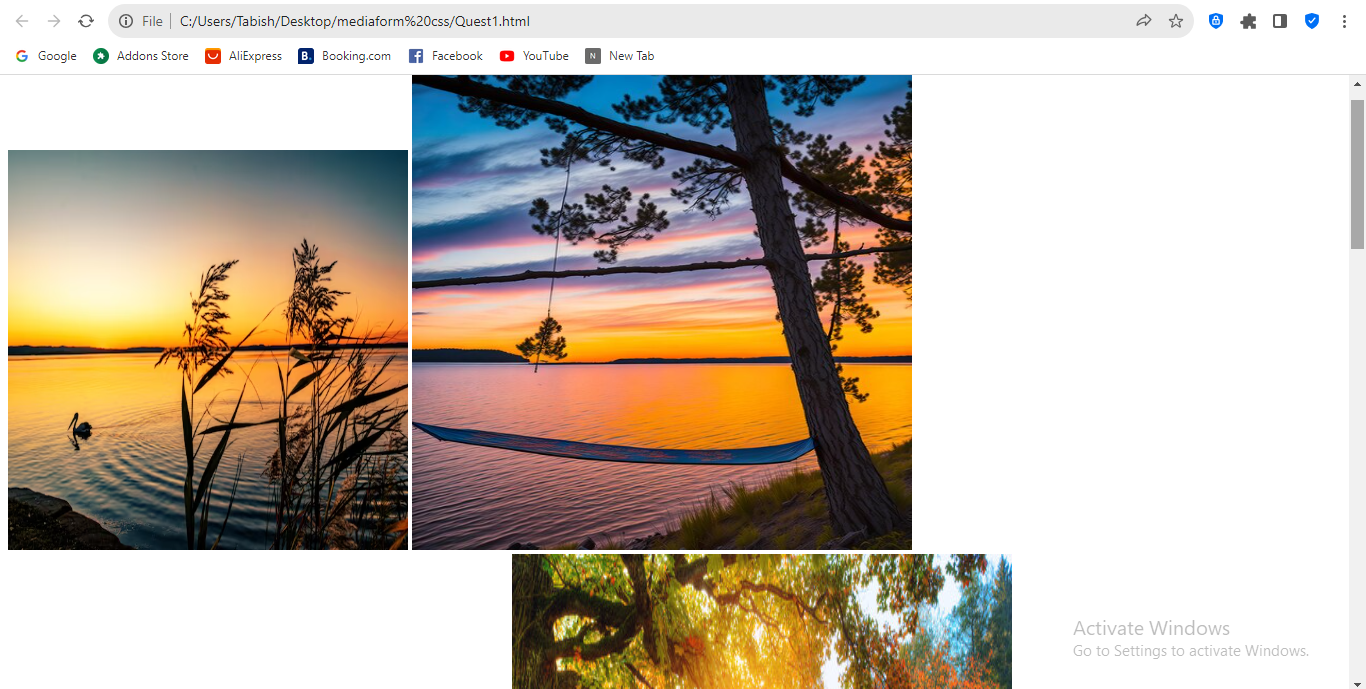 File C:/Users/Tabish/Desktop/mediaform%20css/Quest1.html
Google Addons Store AliExpress B. Booking.com Facebook YouTube N New Tab
Activate Windows
Go to Settings to activate Windows.